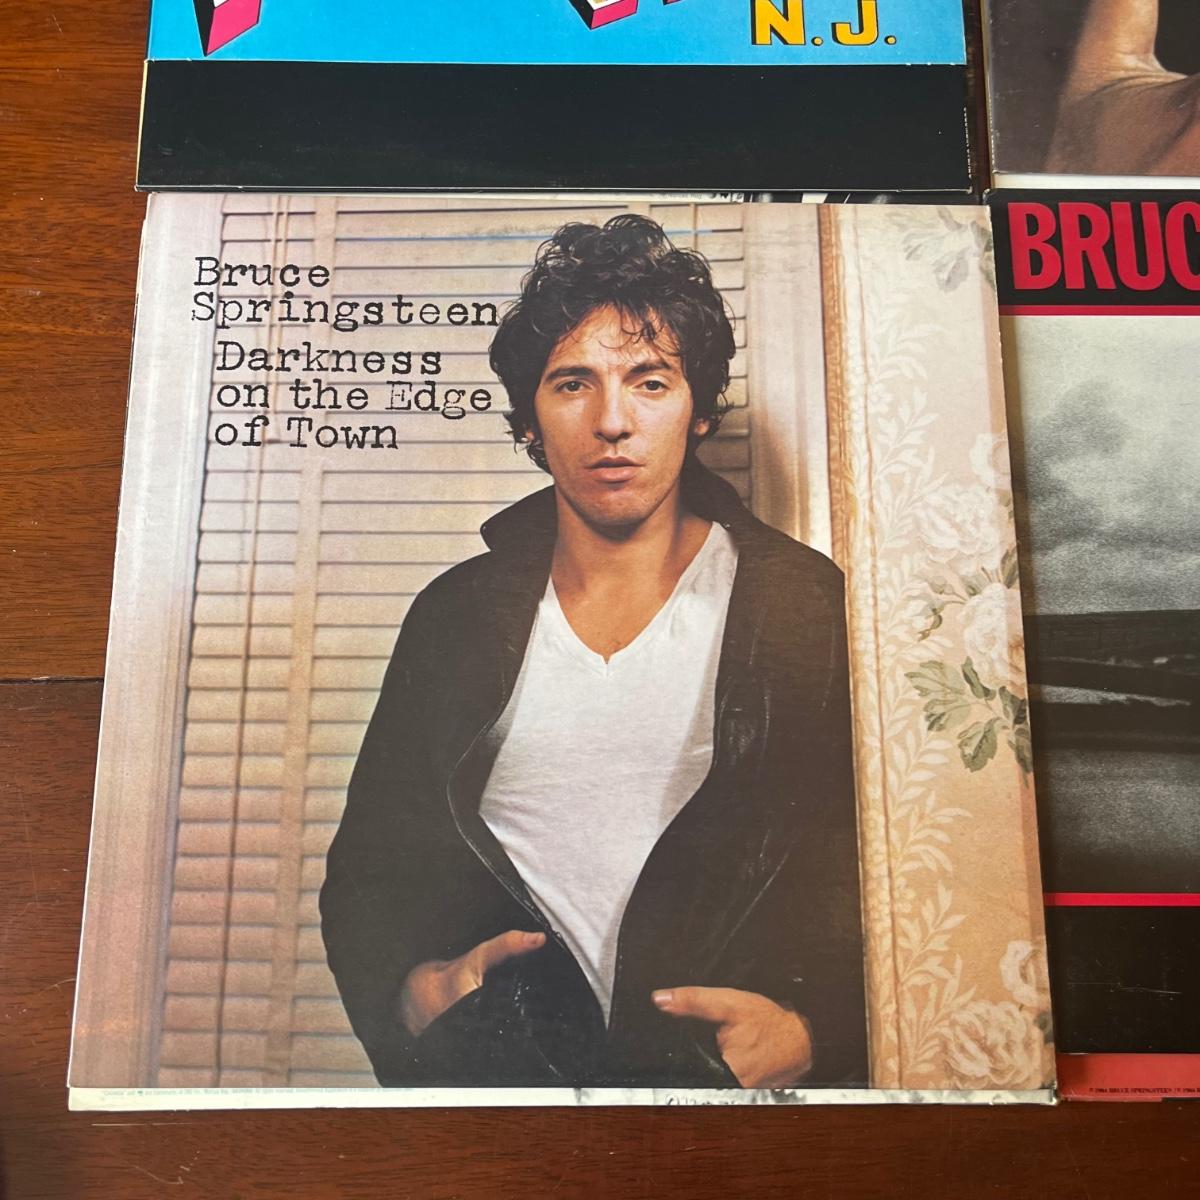 N.J.
Bruce
Springsteen
Darkness
on the Edge
of Town
BRUC